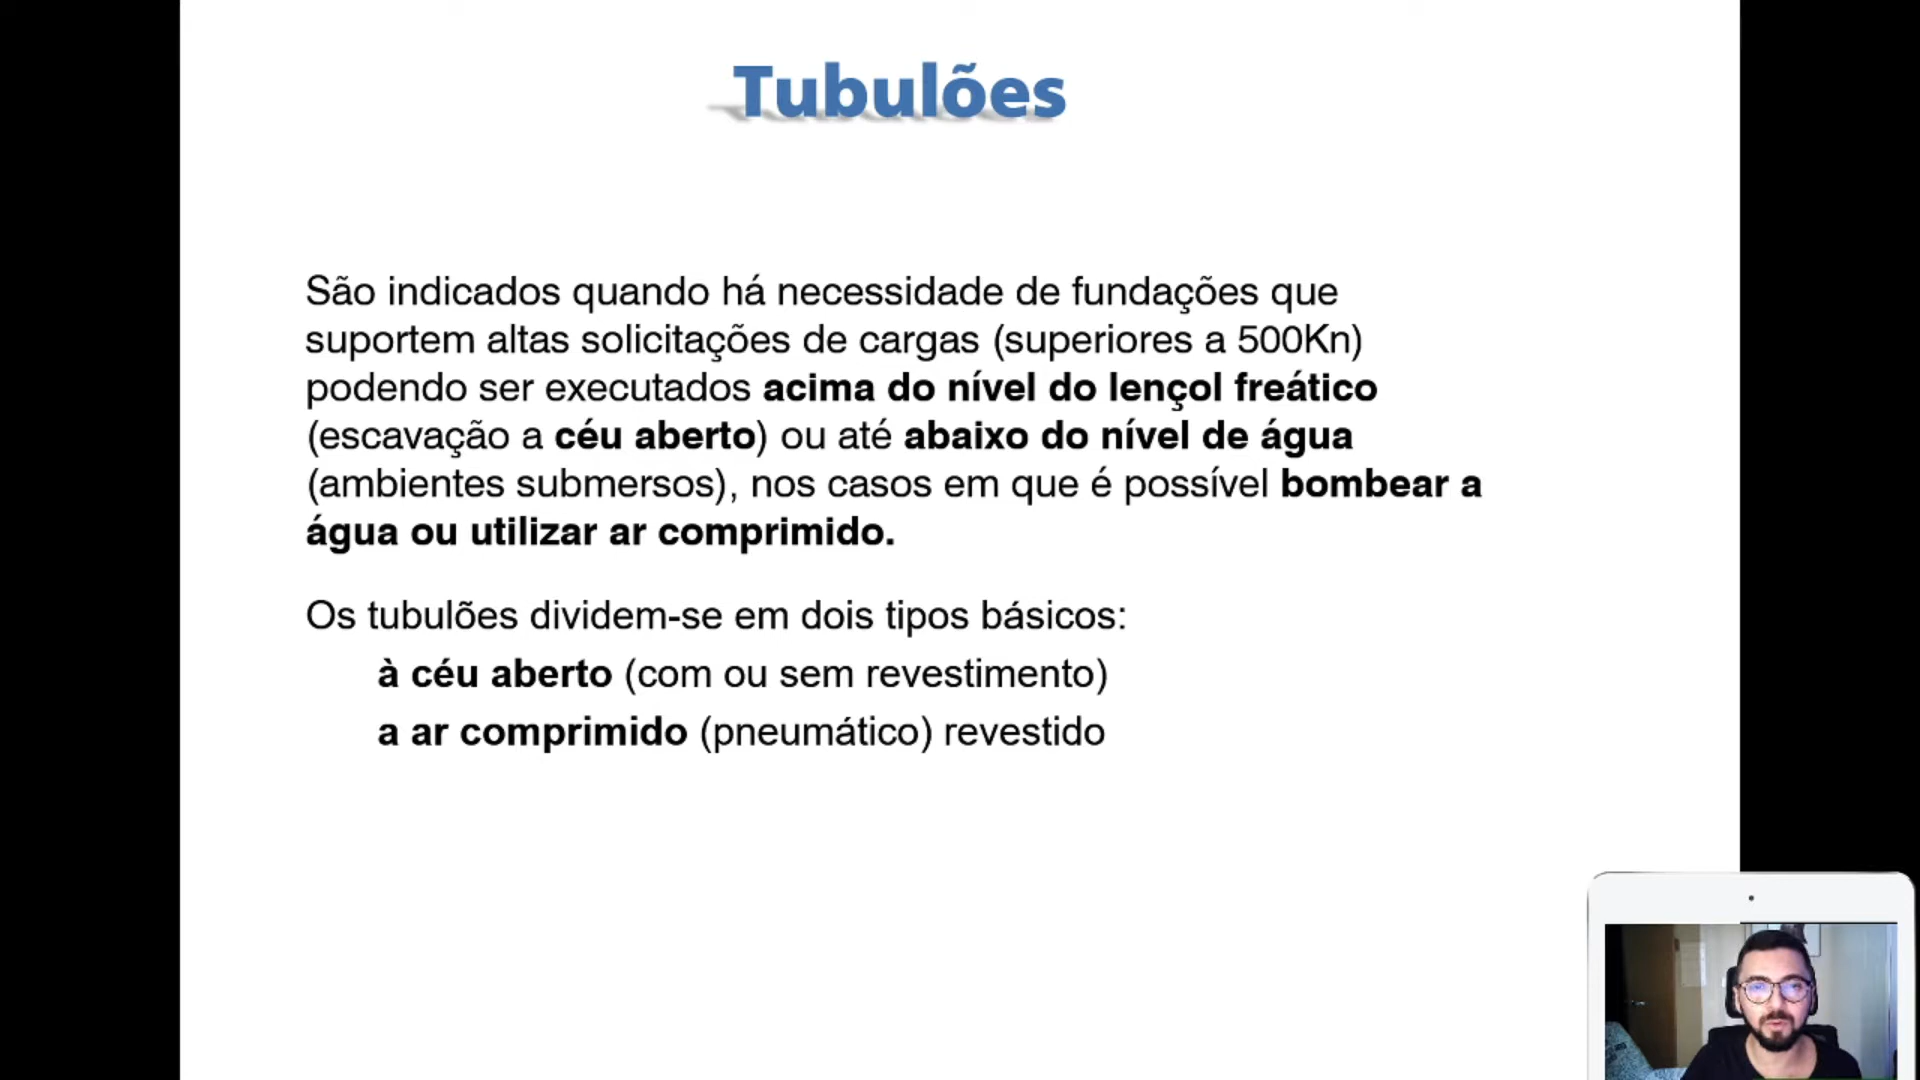 Tubulões
São indicados quando há necessidade de fundações que
suportem altas solicitações de cargas (superiores a 500Kn)
podendo ser executados acima do nível do lençol freático
(escavação a céu aberto) ou até abaixo do nível de água
(ambientes submersos), nos casos em que é possível bombear a
água ou utilizar ar comprimido.
Os tubulões dividem-se em dois tipos básicos:
à céu aberto (com ou sem revestimento)
a ar comprimido (pneumático) revestido